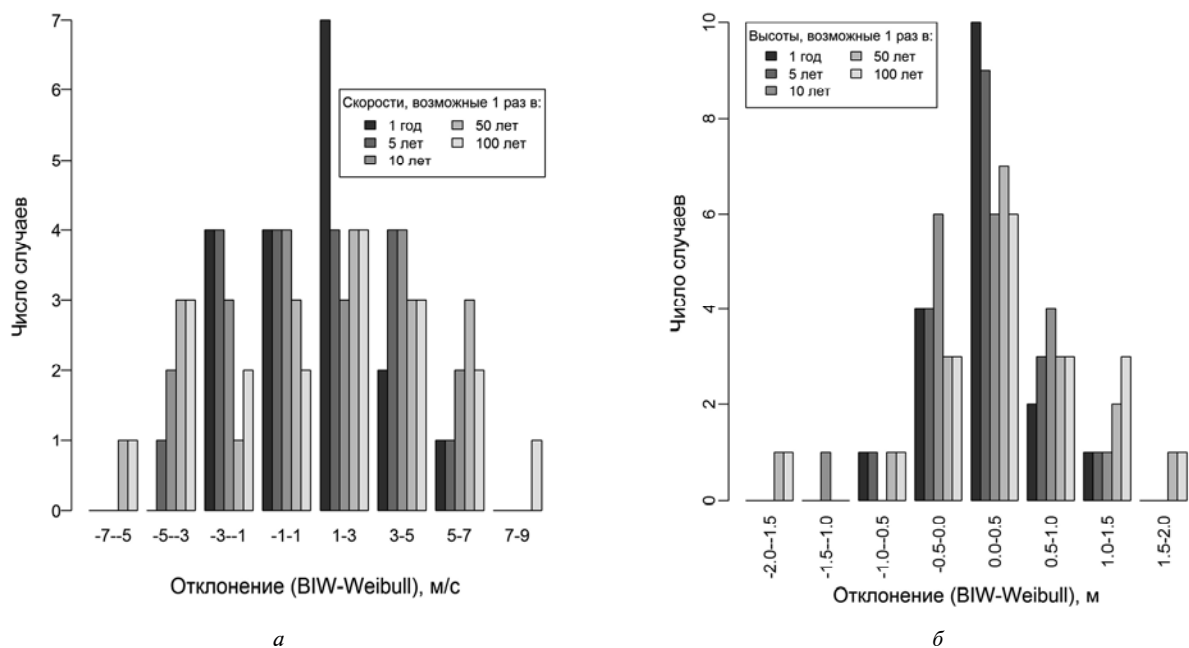 7
6
5
4
3
2
1
0
Число случаев
Скорости, возможные 1 раз в:
1 год 50 лет
5 лет 100 лет
10 лет
-7--5 -5--3 -3--1 -1-1 1-3 3-5 5-7 7-9
Отклонение (BIW-Weibull), м/с
а
10
8
6
4
2
0
Число случаев
Высоты, возможные 1 раз в:
1 год 50 лет
5 лет 100 лет
10 лет
-2.0--1.5 -1.5--1.0 -1.0--0.5 -0.5-0.0 0.0-0.5 0.5-1.0 1.0-1.5 1.5-2.0
Отклонение (BIW-Weibull), м
б